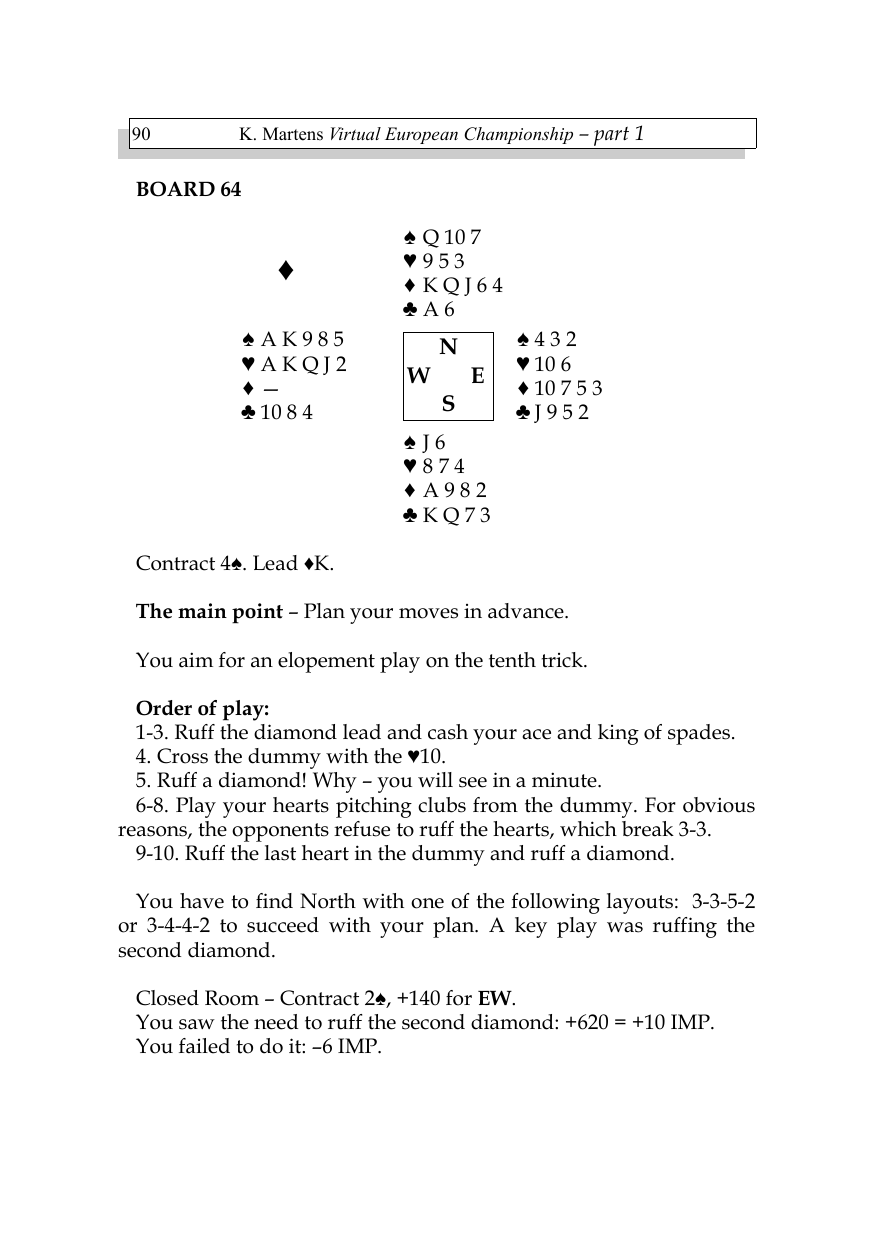 90 K. Martens Virtual European Championship – part 1
BOARD 64
♠ Q 10 7
♥ 9 5 3
♦
♦ K Q J 6 4
♣ A 6
♠ A K 9 8 5
♥ A K Q J 2
♦ —
♣ 10 8 4
N
W E
S
♠ 4 3 2
♥ 10 6
♦ 10 7 5 3
♣ J 9 5 2
♠ J 6
♥ 8 7 4
♦ A 9 8 2
♣ K Q 7 3
Contract 4♠. Lead ♦K.
The main point – Plan your moves in advance.
You aim for an elopement play on the tenth trick.
Order of play:
1-3. Ruff the diamond lead and cash your ace and king of spades.
4. Cross the dummy with the ♥10.
5. Ruff a diamond! Why – you will see in a minute.
6-8. Play your hearts pitching clubs from the dummy. For obvious
reasons, the opponents refuse to ruff the hearts, which break 3-3.
9-10. Ruff the last heart in the dummy and ruff a diamond.
You have to find North with one of the following layouts: 3-3-5-2
or 3-4-4-2 to succeed with your plan. A key play was ruffing the
second diamond.
Closed Room – Contract 2♠, +140 for EW.
You saw the need to ruff the second diamond: +620 = +10 IMP.
You failed to do it: –6 IMP.